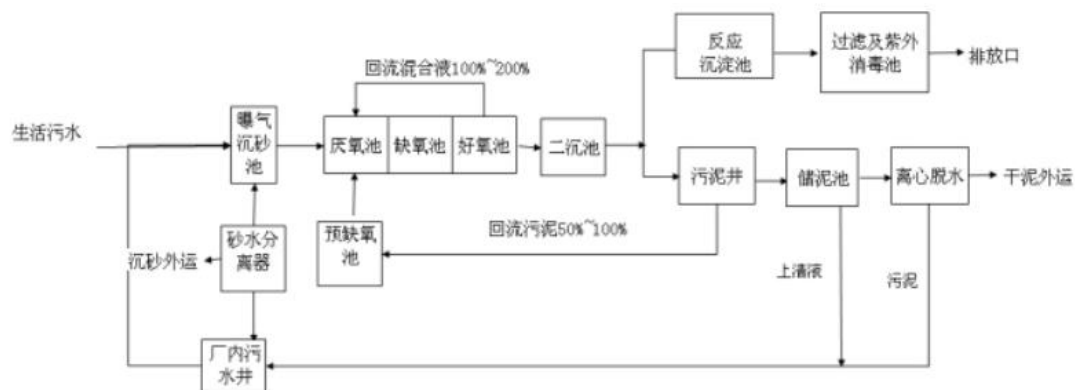 反应
沉淀池
过滤及紫外
消毒池
排放口
回流混合液100%~200%
生活污水
曝气
沉砂
池
厌氧池
缺氧池
好氧池
二沉池
污泥井
储泥池
离心脱水
干泥外运
回流污泥50%~100%
预缺氧
池
砂水分
离器
沉砂外运
上清液
污泥
厂内污
水井